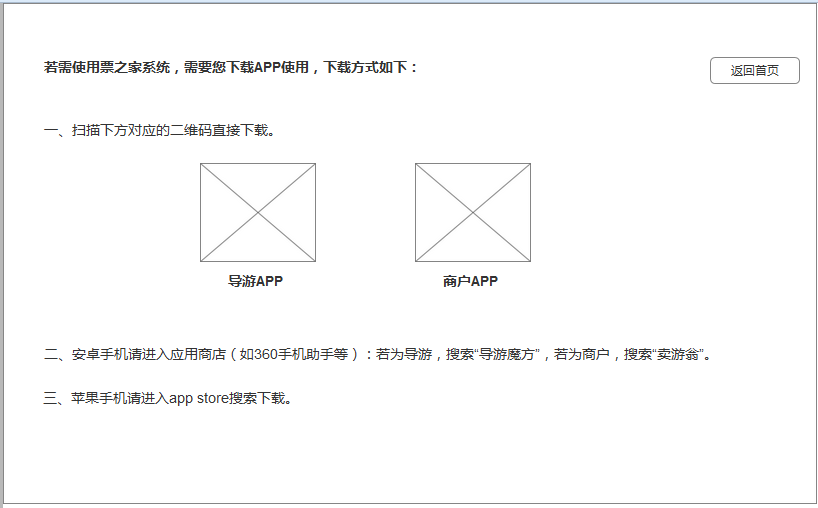 若需使用票之家系统，需要您下载APP使用，下载方式如下：
返回首页
一、扫描下方对应的二维码直接下载。
导游APP
商户APP
二、安卓手机请进入应用商店（如360手机助手等）：若为导游，搜索“导游魔方”，若为商户，搜索“卖游翁”。
三、苹果手机请进入app store搜索下载。